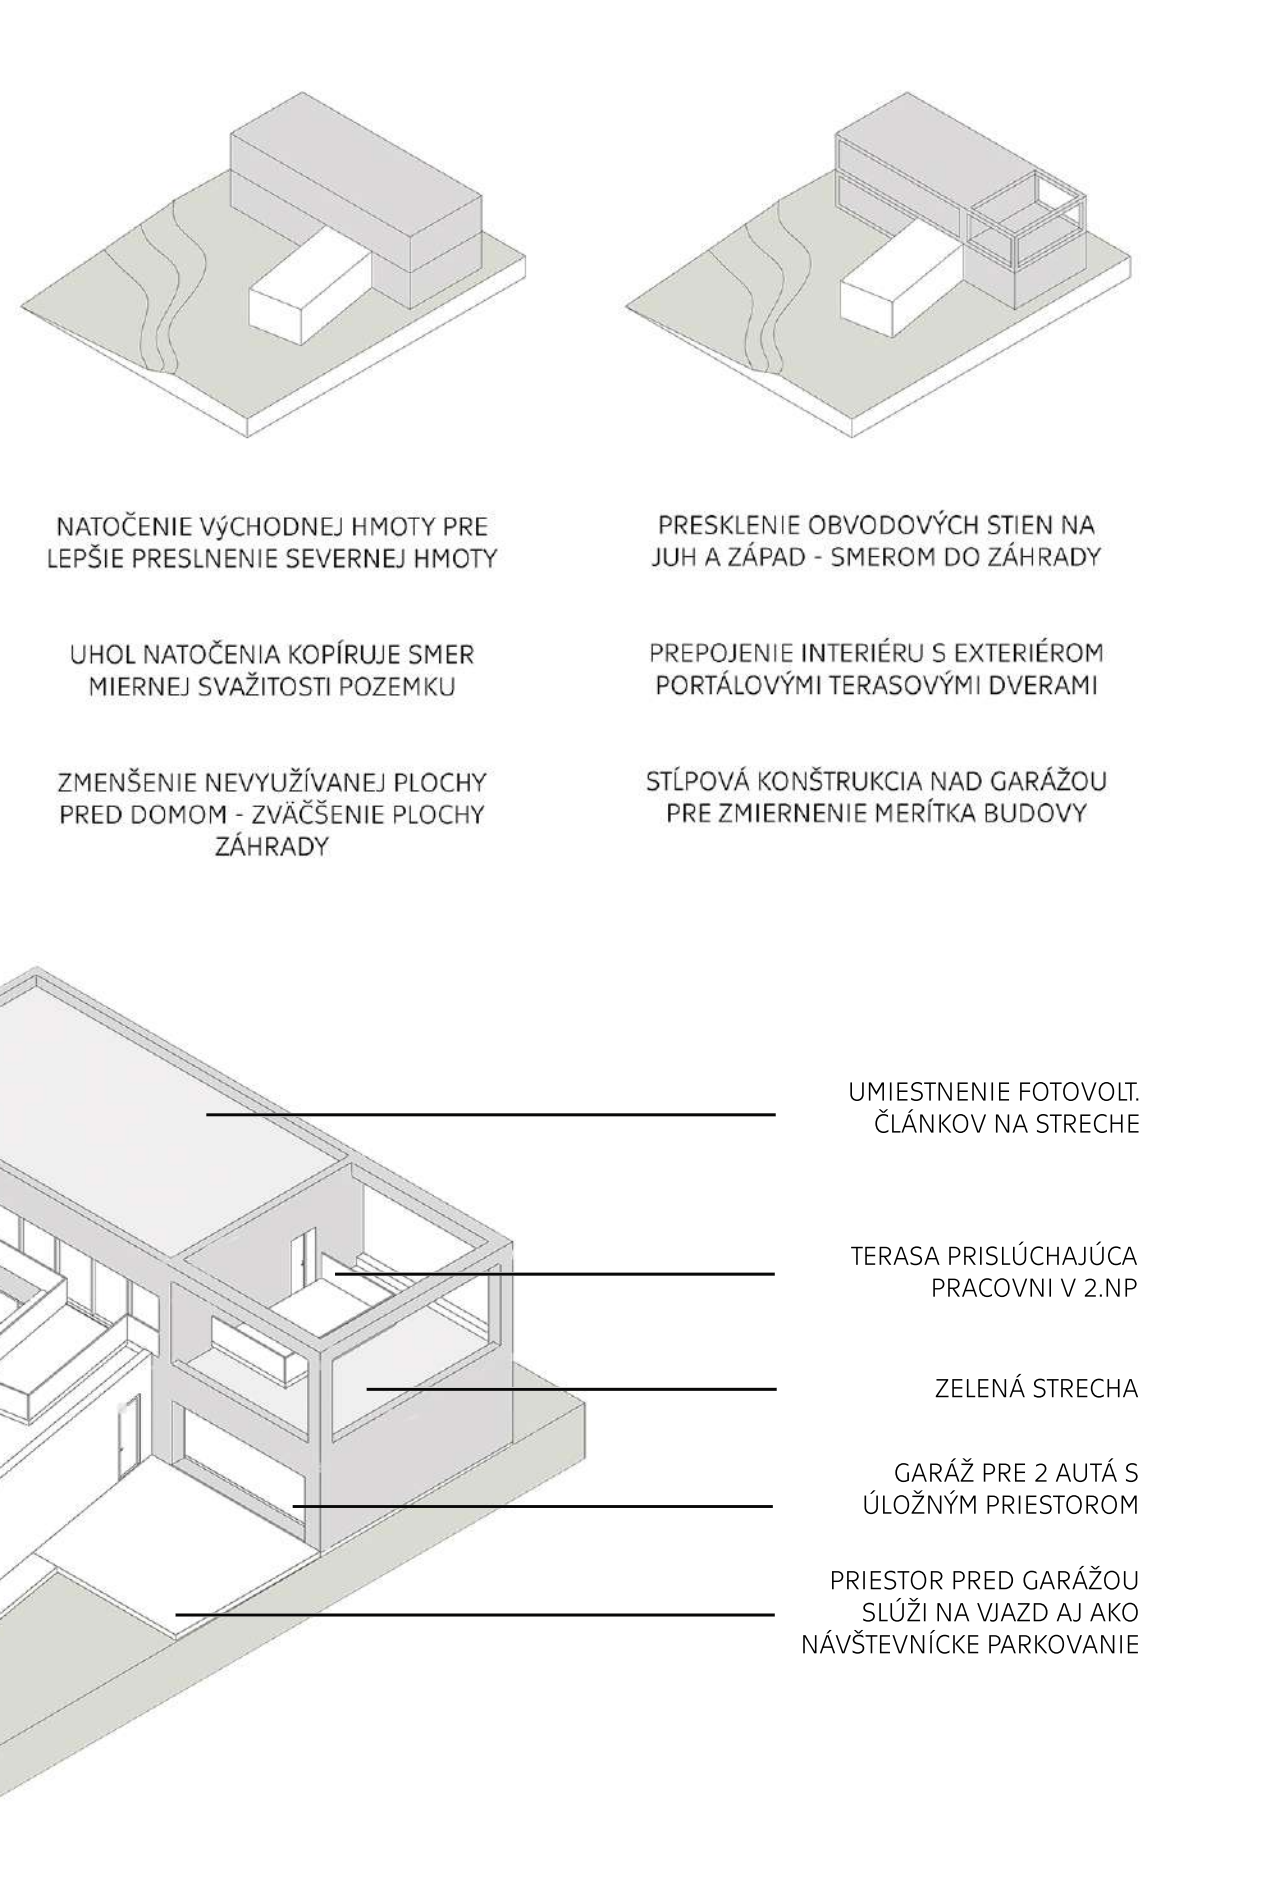 NATOČENIE VýCHODNEJ HMOTY PRE
LEPŠIE PRESLNENIE SEVERNEJ HMOTY
UHOL NATOČENIA KOPÍRUJE SMER
MIERNEJ SVAŽITOSTI POZEMKU
ZMENŠENIE NEVYUŽÍVANEJ PLOCHY
PRED DOMOM - ZVÄČŠENIE PLOCHY
ZÁHRADY
PRESKLENIE OBVODOVÝCH STIEN NA
JUH A ZÁPAD - SMEROM DO ZÁHRADY
PREPOJENIE INTERIÉRU S EXTERIÉROM
PORTÁLOVÝMI TERASOVÝMI DVERAMI
STĹPOVÁ KONŠTRUKCIA NAD GARÁŽOU
PRE ZMIERNENIE MERÍTKA BUDOVY
UMIESTNENIE FOTOVOLT.
ČLÁNKOV NA STRECHE
TERASA PRISLÚCHAJÚCA
PRACOVNI V 2.NP
ZELENÁ STRECHA
GARÁŽ PRE 2 AUTÁ S
ÚLOŽNÝM PRIESTOROM
PRIESTOR PRED GARÁŽOU
SLÚŽI NA VJAZD AJ AKO
NÁVŠTEVNÍCKE PARKOVANIE